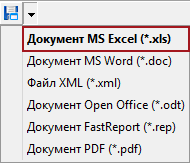 Документ MS Excel (*.xls)
Документ MS Word (*.doc)
Файл XML (*.xml)
Документ Open Office (*.odt)
Документ FastReport (*.rep)
Документ PDF (*.pdf)